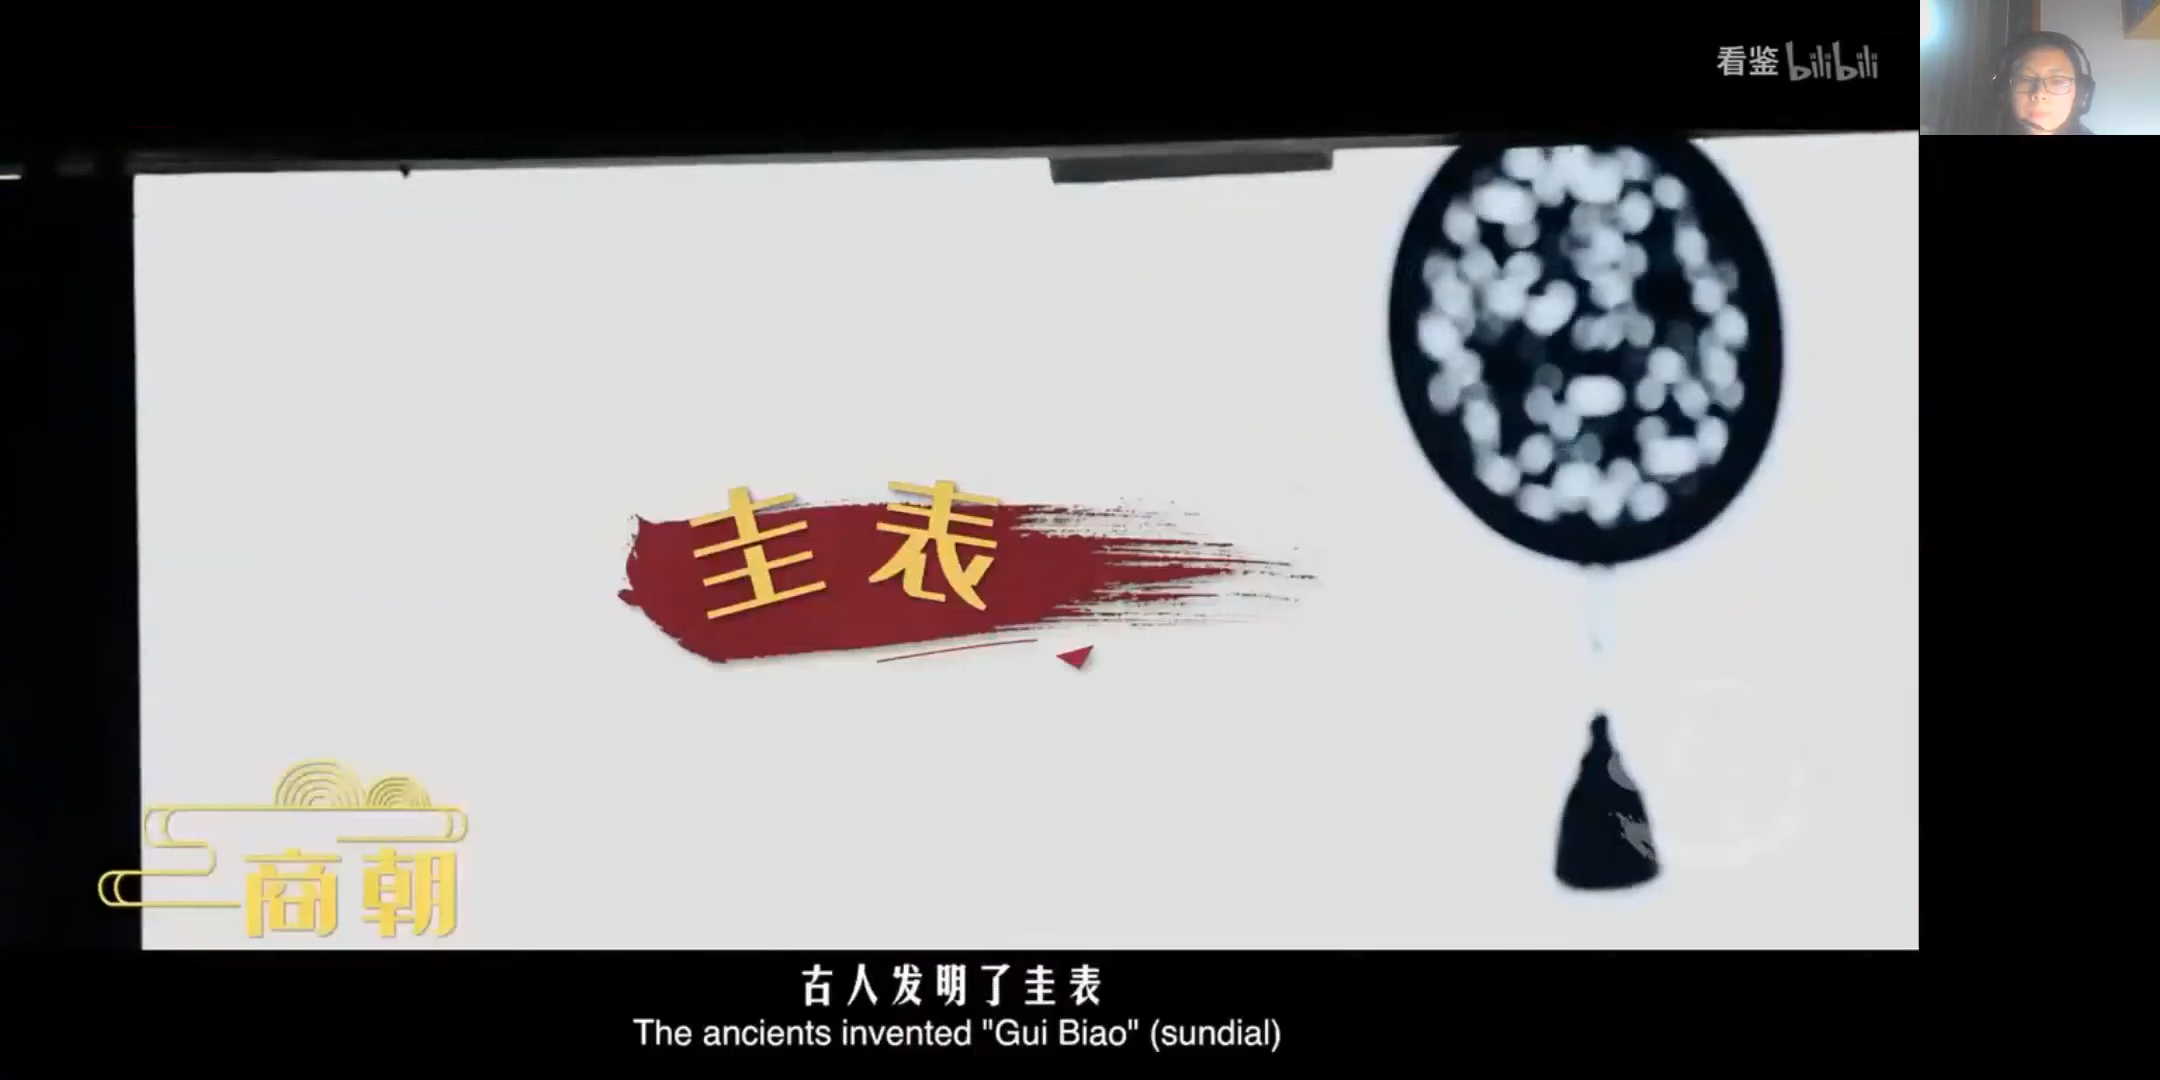 看鉴 bilibili
圭表
商朝
古人发明了圭表
The ancients invented "Gui Biao" (sundial)